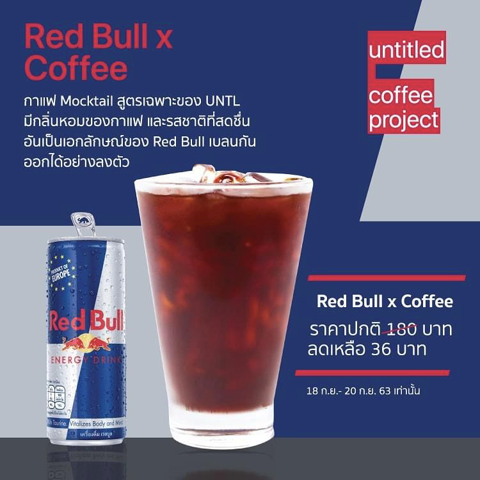 Red Bull x
Coffee
กาแฟ Mocktail สูตรเฉพาะของ UNTL
มีกลิ่นหอมของกาแฟ และรสชาติที่สดชื่น
อันเป็นเอกลักษณ์ของ Red Bull เบลนกัน
ออกได้อย่างลงตัว
untitled
coffee
project
PRODUCT OF
EUROPE
Red Bull
ENERGY DRINK
Vitalizes Body and
Red Bull x Coffee
ราคาปกติ 180 บาท
ลดเหลือ 36 บาท
18 ก.ย.- 20 ก.ย. 63 เท่านั้น